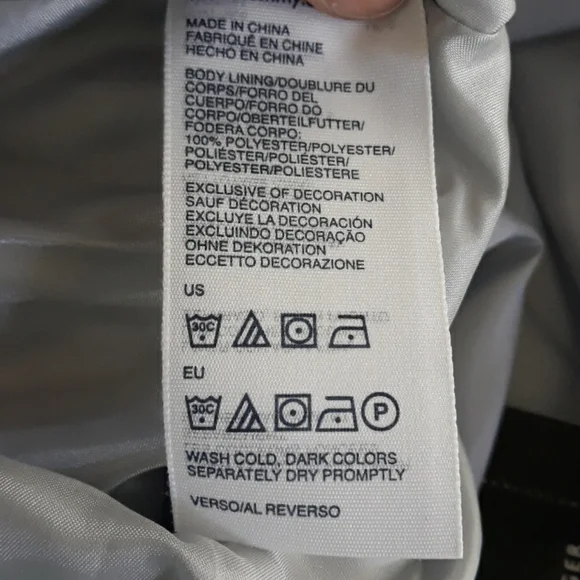 MADE IN CHINA
FABRIQUÉ EN CHINE
HECHO EN CHINA
BODY LINING/DOUBLURE DU
CORPS/FORRO DEL
CUERPO/FORRO DO
CORPO/OBERTEILFUTTER/
FODERA CORPO:
100% POLYESTER/POLYESTER/
POLIÉSTER/POLIÉSTER/
POLYESTER/POLIESTERE
EXCLUSIVE OF DECORATION
SAUF DÉCORATION
EXCLUYE LA DECORACIÓN
EXCLUINDO DECORAÇÃO
OHNE DEKORATION
ECCETTO DECORAZIONE
US
30C
EU
30C P
WASH COLD, DARK COLORS
SEPARATELY DRY PROMPTLY
VERSO/AL REVERSO